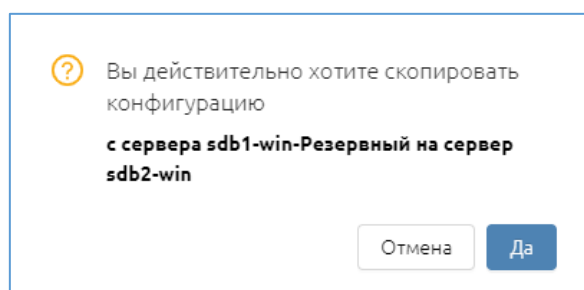 Вы действительно хотите скопировать
конфигурацию
с сервера sdb1-win-Резервный на сервер
sdb2-win
Отмена
Да